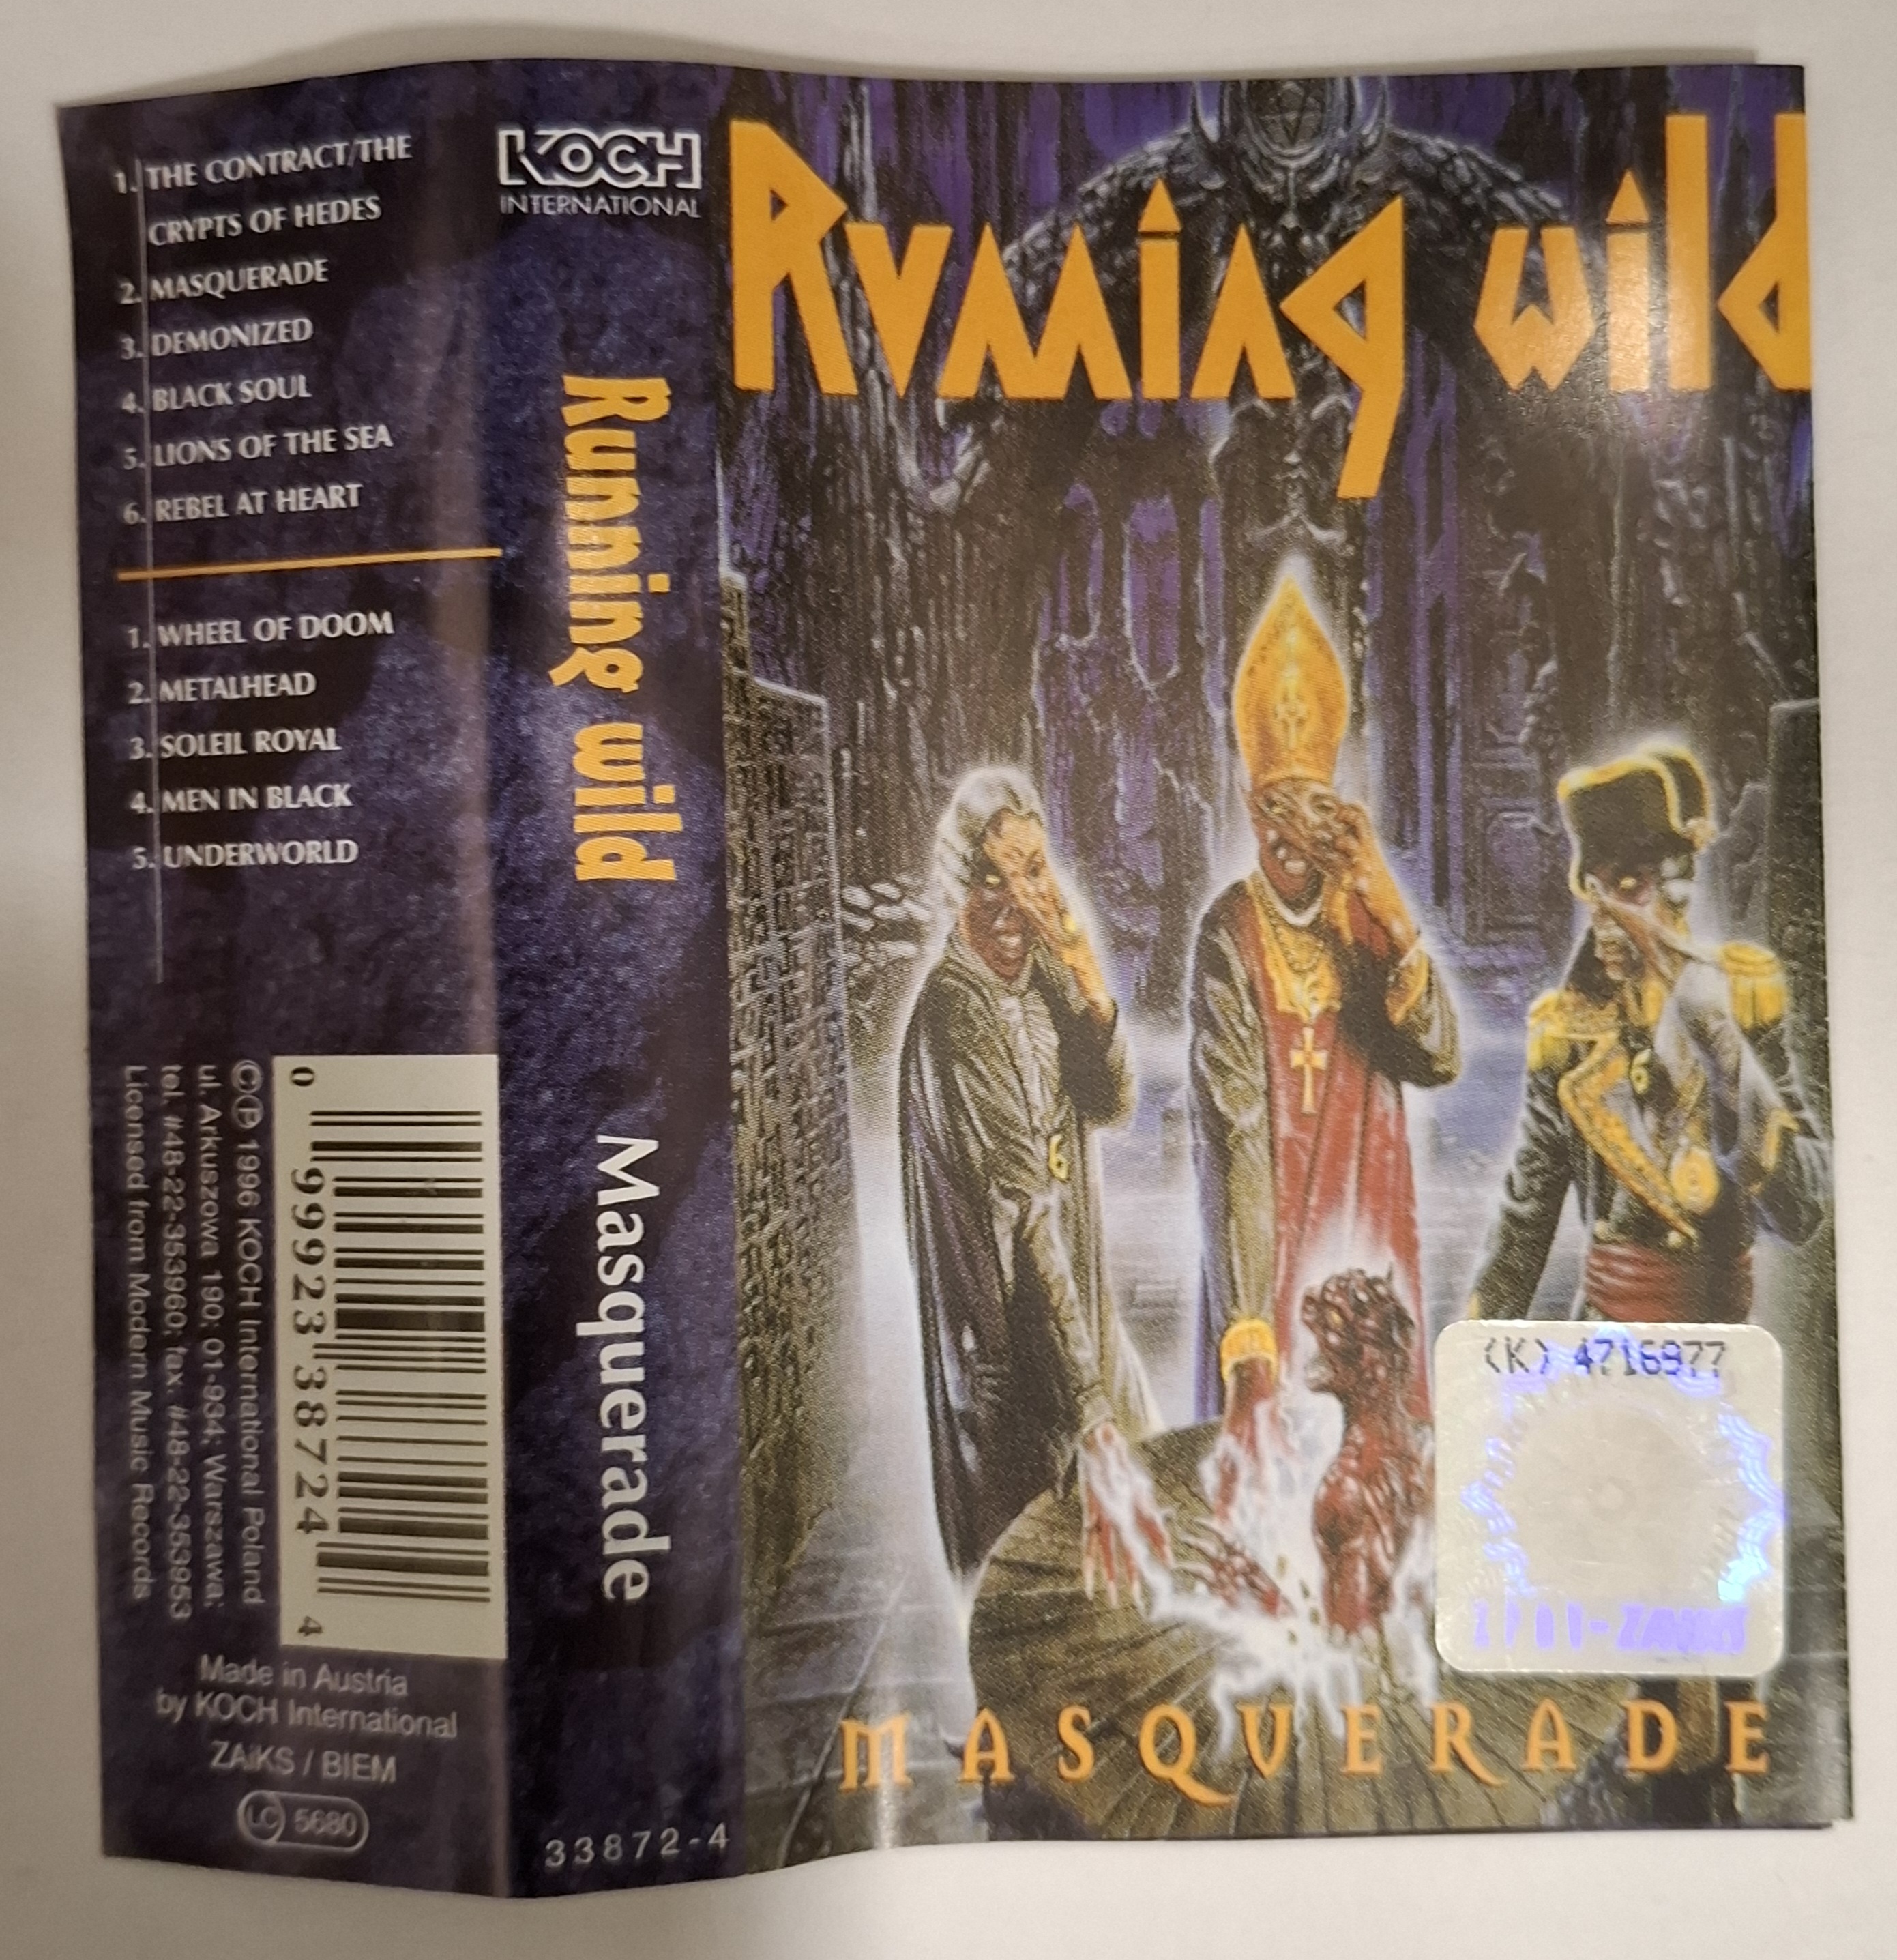 1. THE CONTRACT/THE
CRYPTS OF HEDES
2. MASQUERADE
3. DEMONIZED
4. BLACK SOUL
5. LIONS OF THE SEA
6. REBEL AT HEART
1. WHEEL OF DOOM
2. METALHEAD
3. SOLEIL ROYAL
4. MEN IN BLACK
5. UNDERWORLD
0 99923 38724 4
©℗ 1996 KOCH International Poland
ul. Arkuszowa 190; 01-934; Warszawa;
tel. #48-22-353960; fax. #48-22-353953
Licensed from Modern Music Records
Made in Austria
by KOCH International
ZAiKS / BIEM
LC 5680
KOCH
INTERNATIONAL
Running wild
Masquerade
33872-4
Running wild
6
6
(K) 4716977
MASQUERADE